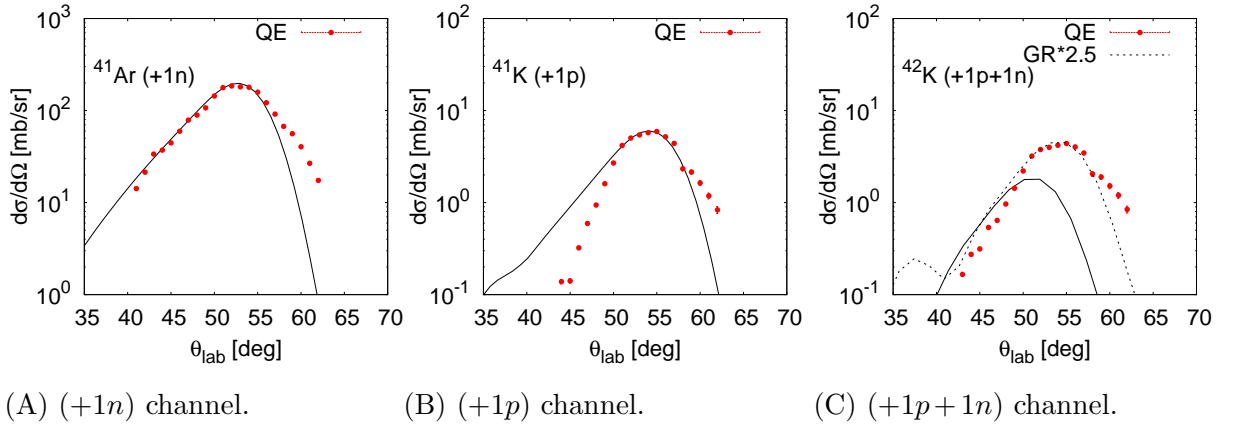 10^3
10^2
10^1
10^0
dσ/dΩ [mb/sr]
QE
^41Ar (+1n)
35 40 45 50 55 60 65 70
θ_lab [deg]
(A) (+1n) channel.
10^2
10^1
10^0
10^-1
dσ/dΩ [mb/sr]
QE
^41K (+1p)
35 40 45 50 55 60 65 70
θ_lab [deg]
(B) (+1p) channel.
10^2
10^1
10^0
10^-1
dσ/dΩ [mb/sr]
QE
GR*2.5
^42K (+1p+1n)
35 40 45 50 55 60 65 70
θ_lab [deg]
(C) (+1p + 1n) channel.